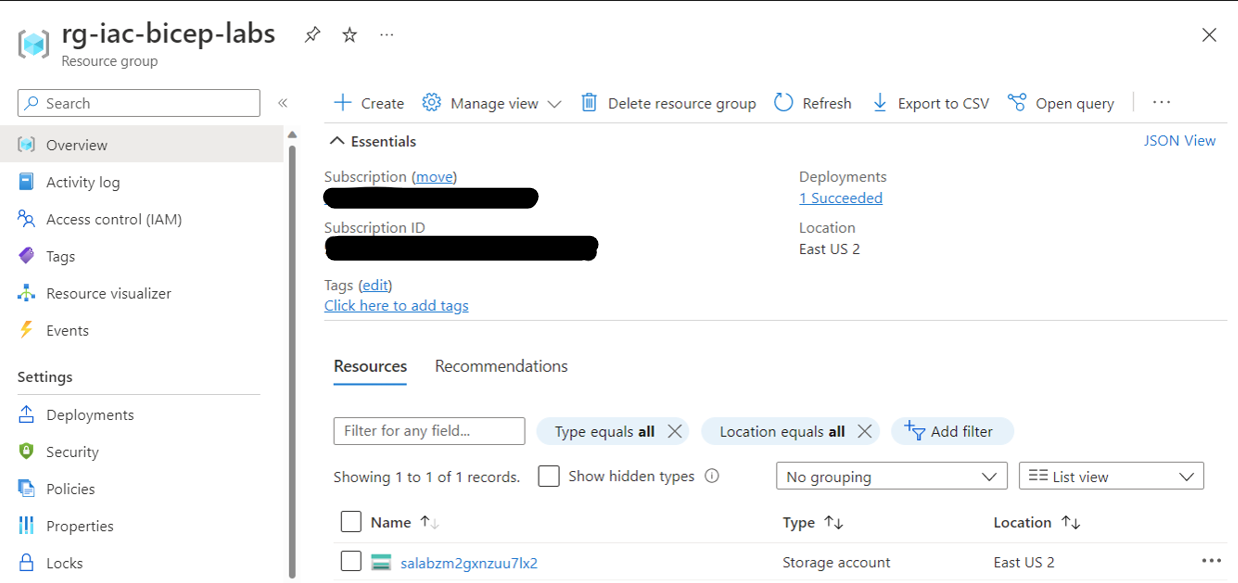 rg-iac-bicep-labs
Resource group
Search
Overview
Activity log
Access control (IAM)
Tags
Resource visualizer
Events
Settings
Deployments
Security
Policies
Properties
Locks
Create Manage view Delete resource group Refresh Export to CSV Open query
Essentials JSON View
Subscription (move)
Subscription ID
Deployments
1 Succeeded
Location
East US 2
Tags (edit)
Click here to add tags
Resources Recommendations
Filter for any field... Type equals all Location equals all Add filter
Showing 1 to 1 of 1 records. Show hidden types No grouping List view
Name Type Location
salabzm2gxnzuu7lx2 Storage account East US 2